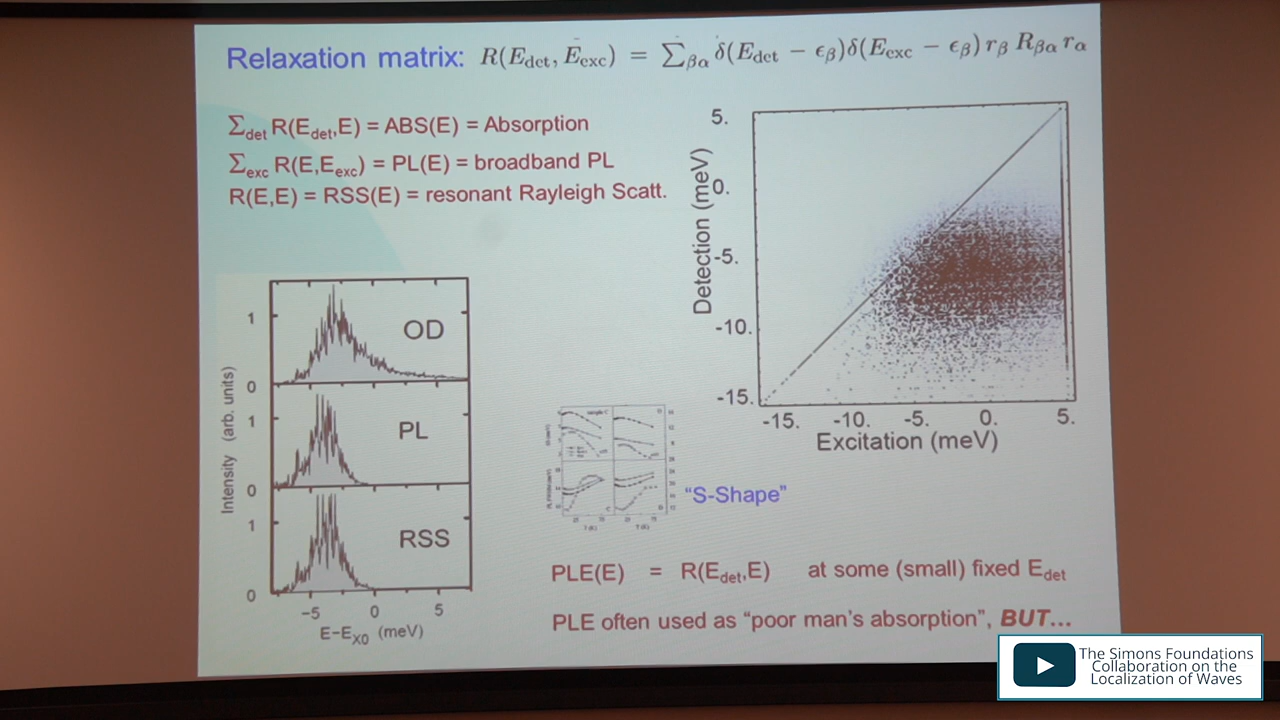 Relaxation matrix: R(E_det, E_exc) = ∑_βα δ(E_det − ϵ_β)δ(E_exc − ϵ_β) r_β R_βα r_α
Σ_det R(E_det,E) = ABS(E) = Absorption
Σ_exc R(E,E_exc) = PL(E) = broadband PL
R(E,E) = RSS(E) = resonant Rayleigh Scatt.
5.
0.
-5.
-10.
-15.
Detection (meV)
-15. -10. -5. 0. 5.
Excitation (meV)
Intensity (arb. units)
1
0
OD
1
0
PL
1
0
RSS
−5 0 5
E−E_X0 (meV)
"S-Shape"
PLE(E) = R(E_det,E) at some (small) fixed E_det
PLE often used as "poor man's absorption", BUT...
The Simons Foundations
Collaboration on the
Localization of Waves